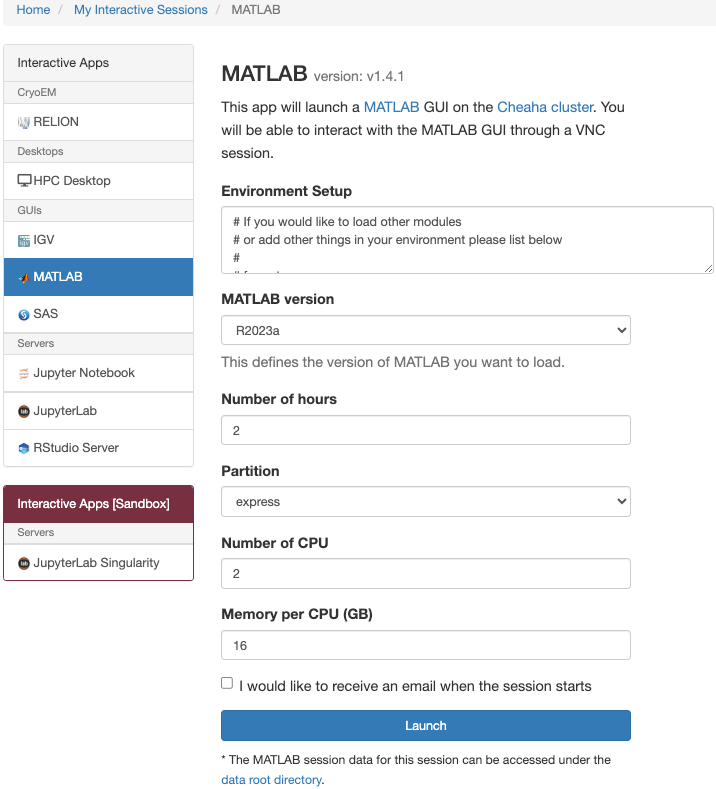 Home / My Interactive Sessions / MATLAB
Interactive Apps
CryoEM
RELION
Desktops
HPC Desktop
GUIs
IGV
MATLAB
SAS
Servers
Jupyter Notebook
JupyterLab
RStudio Server
Interactive Apps [Sandbox]
Servers
JupyterLab Singularity
MATLAB version: v1.4.1
This app will launch a MATLAB GUI on the Cheaha cluster. You
will be able to interact with the MATLAB GUI through a VNC
session.
Environment Setup
# If you would like to load other modules
# or add other things in your environment please list below
#
MATLAB version
R2023a
This defines the version of MATLAB you want to load.
Number of hours
2
Partition
express
Number of CPU
2
Memory per CPU (GB)
16
I would like to receive an email when the session starts
Launch
* The MATLAB session data for this session can be accessed under the
data root directory.